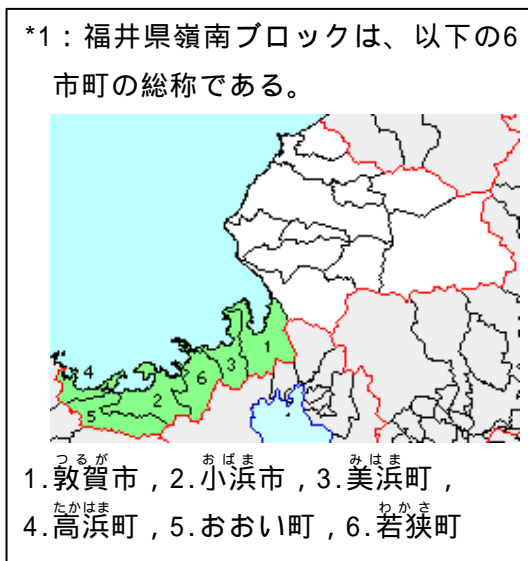 *1：福井県嶺南ブロックは、以下の6
市町の総称である。
1
3
6
4
2
5
つるが おばま みはま
1.敦賀市，2.小浜市，3.美浜町，
たかはま わかさ
4.高浜町，5.おおい町，6.若狭町